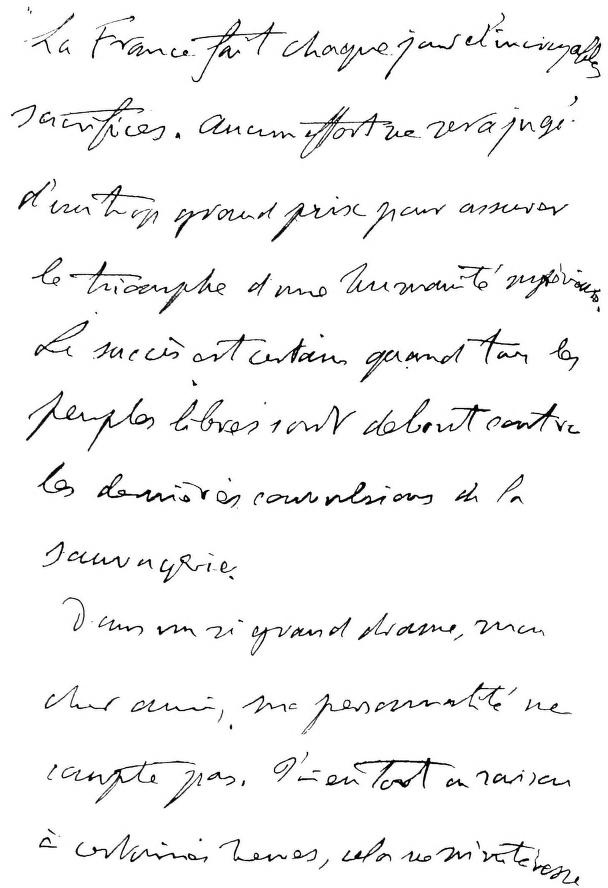 "La France fait chaque jour d'incroyables
sacrifices. Aucun effort ne sera jugé
d'un trop grand prix pour assurer
le triomphe d'une humanité supérieure.
Le succès est certain quand tous les
peuples libres sont debout contre
les dernières convulsions de la
sauvagerie.
Dans un si grand drame, mon
cher ami, ma personnalité ne
compte pas. J'ai eu tort ou raison
à certaines heures, cela ne m'intéresse